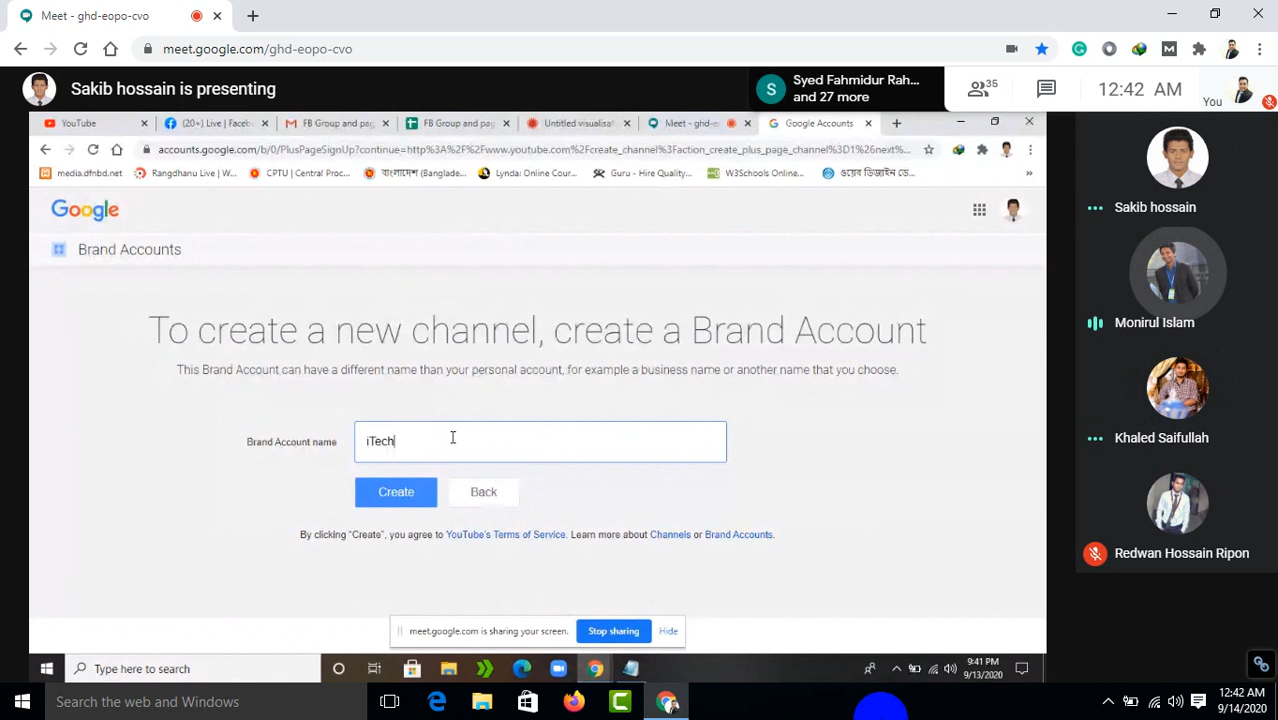 Meet - ghd-eopo-cvo
meet.google.com/ghd-eopo-cvo
Sakib hossain is presenting
S
Syed Fahmidur Rah...
and 27 more
35
12:42 AM
You
YouTube
(20+) Live | Faceb
FB Group and pag
FB Group and pag
Untitled visualisat
Meet - ghd-e
Google Accounts
accounts.google.com/b/0/PlusPageSignUp?continue=http%3A%2F%2Fwww.youtube.com%2Fcreate_channel%3Faction_create_plus_page_channel%3D1%26next%...
media.dfnbd.net
Rangdhanu Live | W...
CPTU | Central Proc...
বাংলাদেশ (Banglade...
Lynda: Online Cour...
Guru - Hire Quality...
W3Schools Online...
ওয়েব ডিজাইন ডে...
Google
Brand Accounts
To create a new channel, create a Brand Account
This Brand Account can have a different name than your personal account, for example a business name or another name that you choose.
Brand Account name
iTech
Create
Back
By clicking "Create", you agree to YouTube's Terms of Service. Learn more about Channels or Brand Accounts.
meet.google.com is sharing your screen.
Stop sharing
Hide
Type here to search
9:41 PM
9/13/2020
Sakib hossain
Monirul Islam
Khaled Saifullah
Redwan Hossain Ripon
Search the web and Windows
12:42 AM
9/14/2020